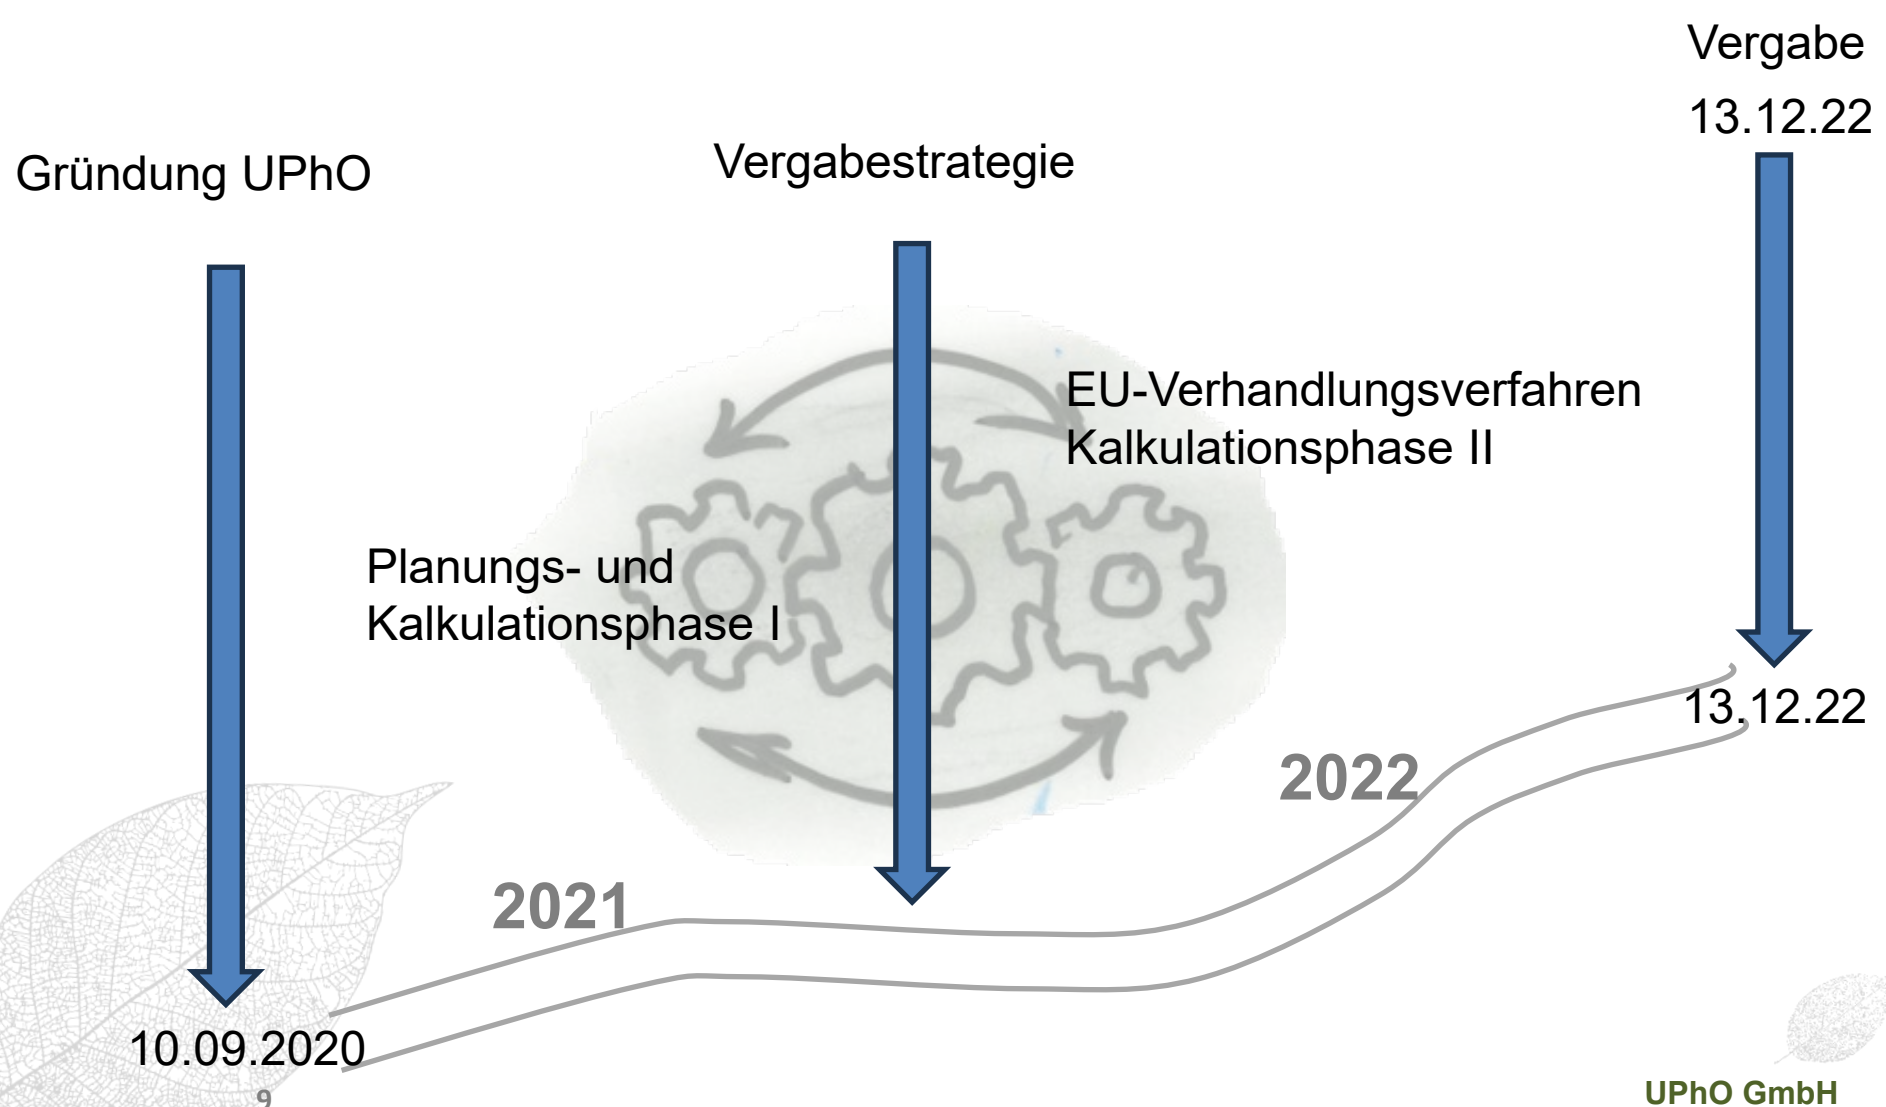 Vergabe
13.12.22
Gründung UPhO
Vergabestrategie
EU-Verhandlungsverfahren
Kalkulationsphase II
Planungs- und
Kalkulationsphase I
13.12.22
2022
2021
10.09.2020
9
UPhO GmbH